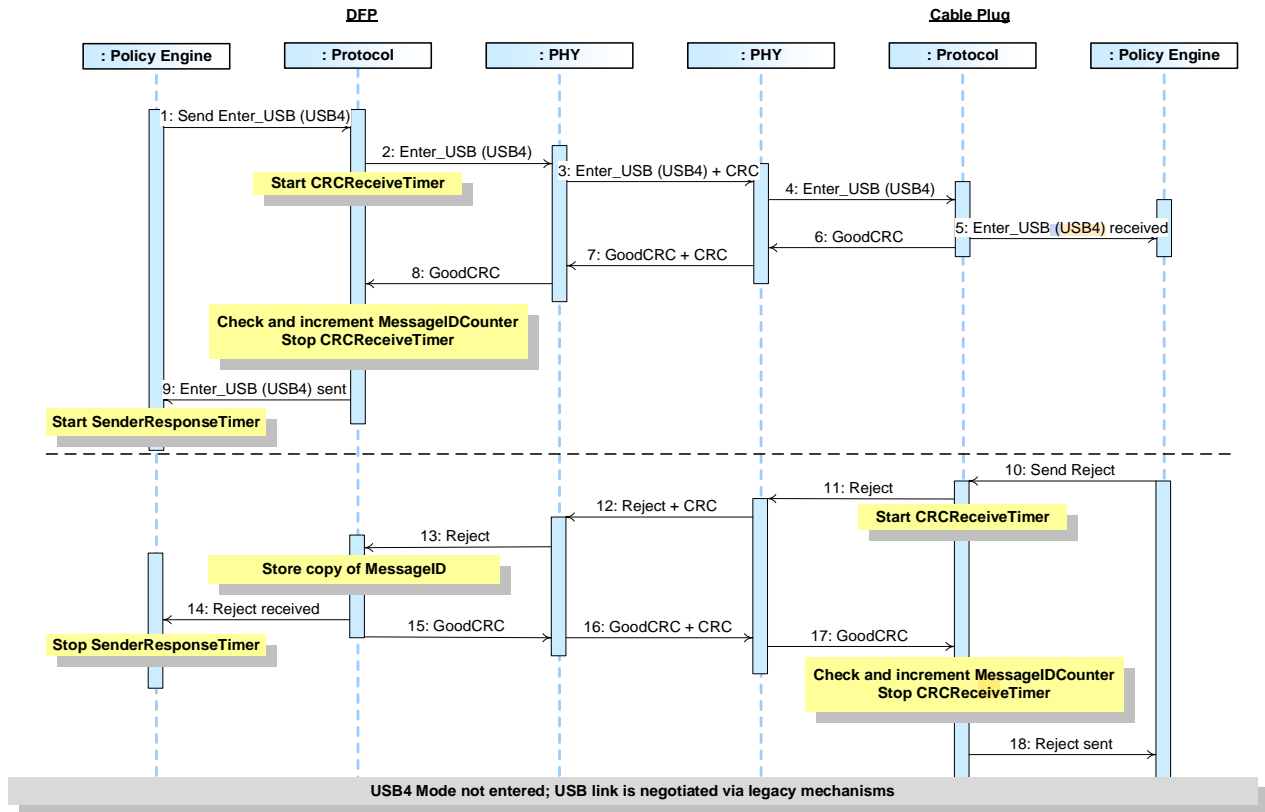 DFP
Cable Plug
: Policy Engine
: Protocol
: PHY
: PHY
: Protocol
: Policy Engine
1: Send Enter_USB (USB4)
2: Enter_USB (USB4)
Start CRCReceiveTimer
3: Enter_USB (USB4) + CRC
4: Enter_USB (USB4)
5: Enter_USB (USB4) received
6: GoodCRC
7: GoodCRC + CRC
8: GoodCRC
Check and increment MessageIDCounter
Stop CRCReceiveTimer
9: Enter_USB (USB4) sent
Start SenderResponseTimer
10: Send Reject
11: Reject
Start CRCReceiveTimer
12: Reject + CRC
13: Reject
Store copy of MessageID
14: Reject received
Stop SenderResponseTimer
15: GoodCRC
16: GoodCRC + CRC
17: GoodCRC
Check and increment MessageIDCounter
Stop CRCReceiveTimer
18: Reject sent
USB4 Mode not entered; USB link is negotiated via legacy mechanisms